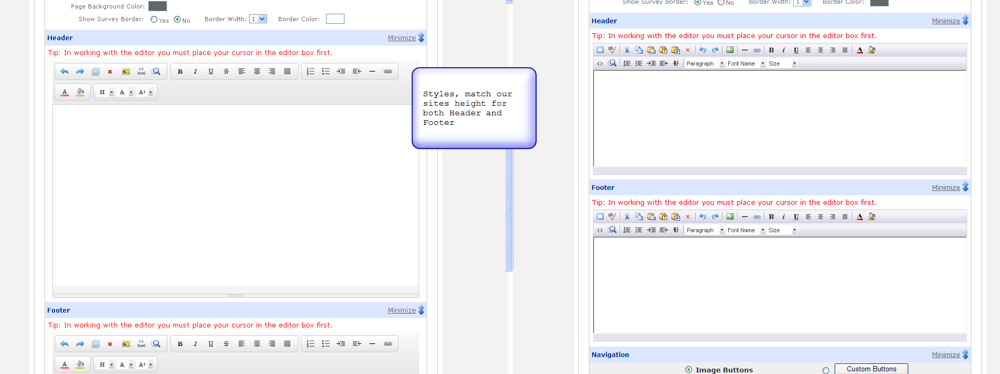 Page Background Color:
Show Survey Border: Yes No Border Width: 1 Border Color:
Header Minimize
Tip: In working with the editor you must place your cursor in the editor box first.
html B I U S
A H A A
Footer Minimize
Tip: In working with the editor you must place your cursor in the editor box first.
html B I U S
A H A A
Styles, match our
sites height for
both Header and
Footer
Show Survey Border: Yes No Border Width: 1 Border Color:
Header Minimize
Tip: In working with the editor you must place your cursor in the editor box first.
B i U A
Paragraph Font Name Size
Footer Minimize
Tip: In working with the editor you must place your cursor in the editor box first.
B i U A
Paragraph Font Name Size
Navigation Minimize
Image Buttons Custom Buttons